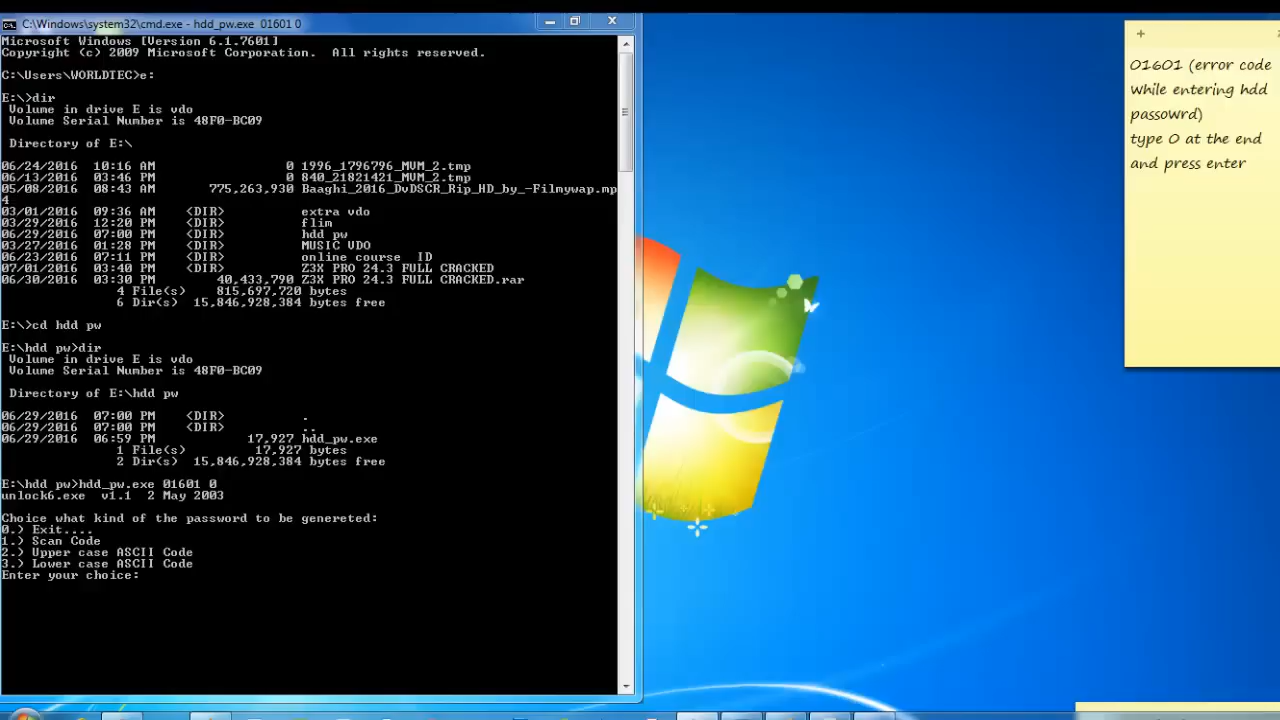 C:\Windows\system32\cmd.exe - hdd_pw.exe 01601 0
Microsoft Windows [Version 6.1.7601]
Copyright (c) 2009 Microsoft Corporation.  All rights reserved.
C:\Users\WORLDTEC>e:
E:\>dir
Volume in drive E is vdo
Volume Serial Number is 48F0-BC09
Directory of E:\
06/24/2016  10:16 AM                 0 1996_1796796_MVM_2.tmp
06/13/2016  03:46 PM                 0 840_21821421_MVM_2.tmp
05/08/2016  08:43 AM       775,263,930 Baaghi_2016_DvDSCR_Rip_HD_by_-Filmywap.mp
4
03/01/2016  09:36 AM    <DIR>          extra vdo
03/29/2016  12:20 PM    <DIR>          flim
06/29/2016  07:00 PM    <DIR>          hdd pw
03/27/2016  01:28 PM    <DIR>          MUSIC VDO
06/23/2016  07:11 PM    <DIR>          online course  ID
07/01/2016  03:40 PM    <DIR>          Z3X PRO 24.3 FULL CRACKED
06/30/2016  03:30 PM        40,433,790 Z3X PRO 24.3 FULL CRACKED.rar
4 File(s)    815,697,720 bytes
6 Dir(s)  15,846,928,384 bytes free
E:\>cd hdd pw
E:\hdd pw>dir
Volume in drive E is vdo
Volume Serial Number is 48F0-BC09
Directory of E:\hdd pw
06/29/2016  07:00 PM    <DIR>          .
06/29/2016  07:00 PM    <DIR>          ..
06/29/2016  06:59 PM            17,927 hdd_pw.exe
1 File(s)         17,927 bytes
2 Dir(s)  15,846,928,384 bytes free
E:\hdd pw>hdd_pw.exe 01601 0
unlock6.exe  v1.1  2 May 2003
Choice what kind of the password to be genereted:
0.) Exit....
1.) Scan Code
2.) Upper case ASCII Code
3.) Lower case ASCII Code
Enter your choice:
01601 (error code
while entering hdd
passowrd)
type 0 at the end
and press enter